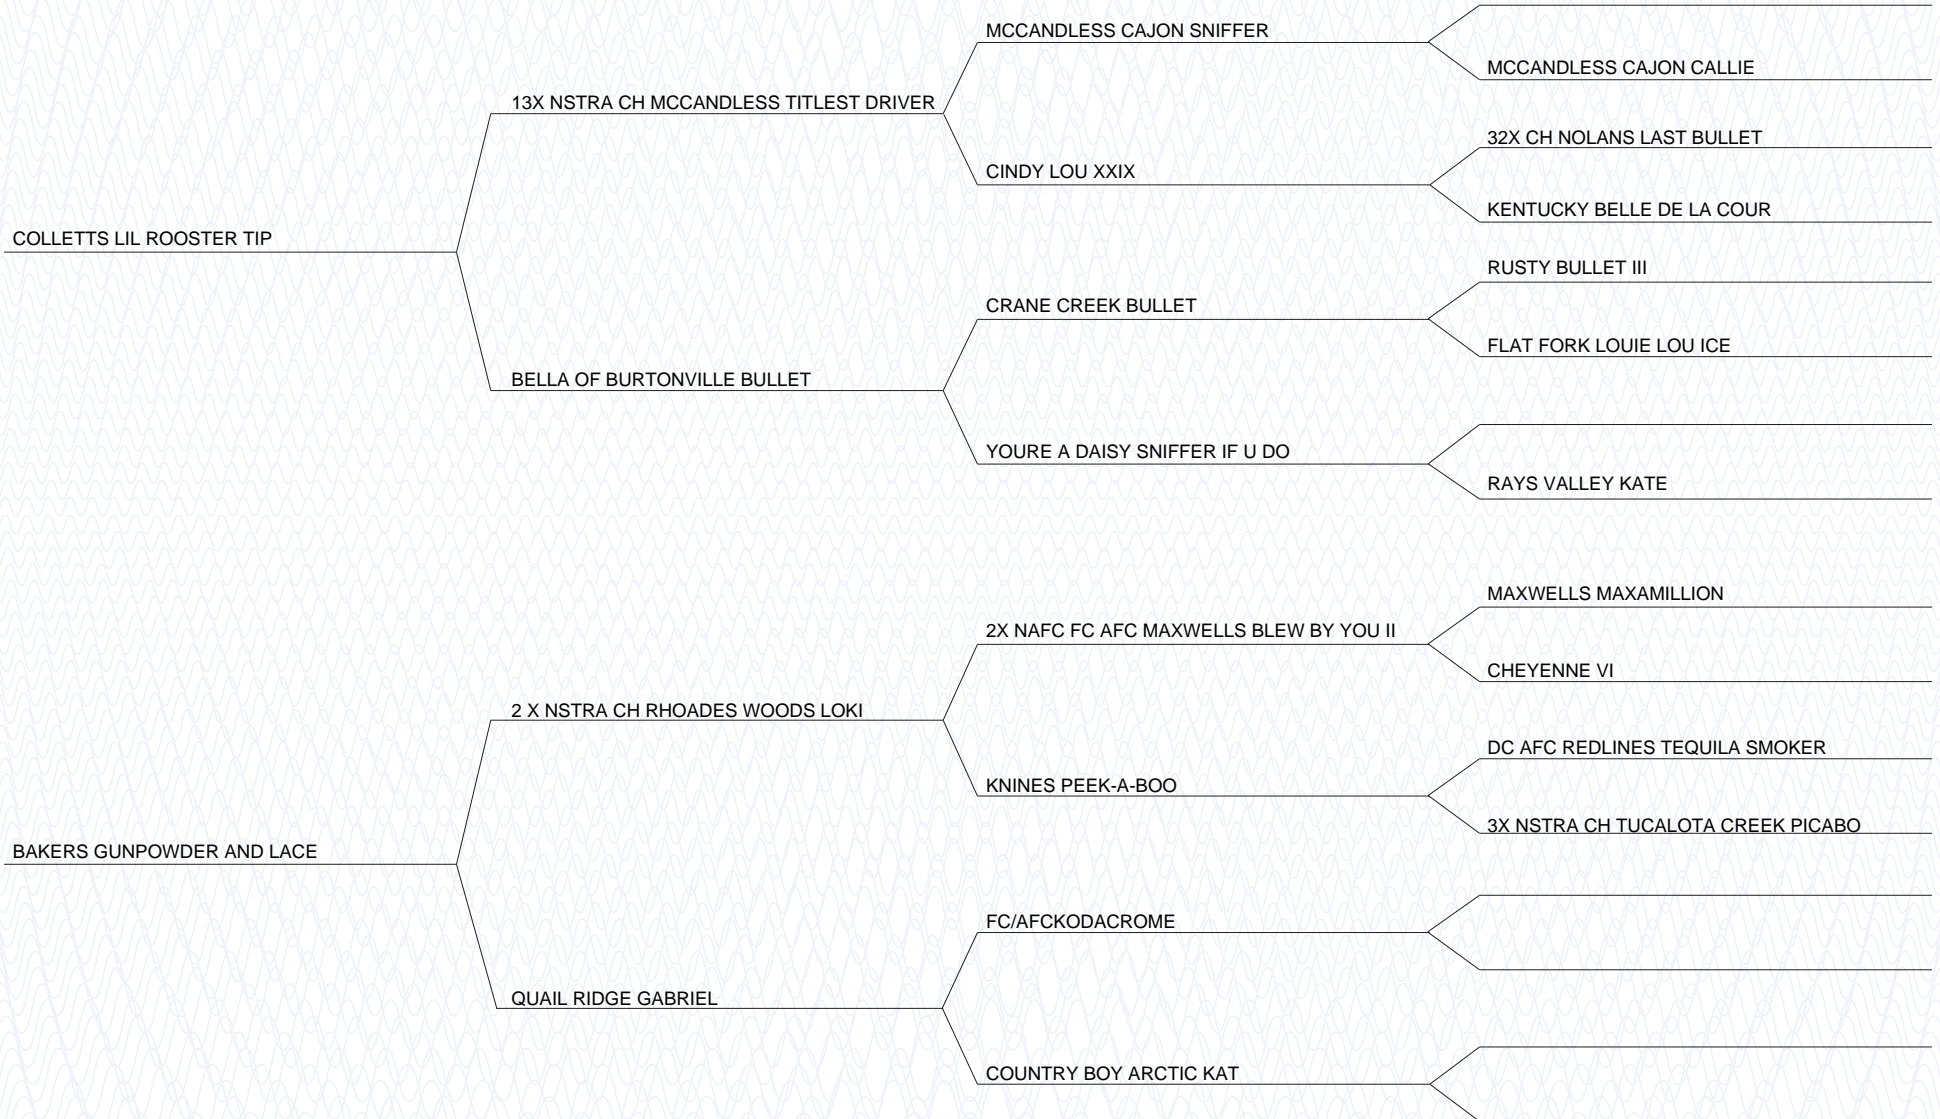 MCCANDLESS CAJON SNIFFER
MCCANDLESS CAJON CALLIE
13X NSTRA CH MCCANDLESS TITLEST DRIVER
32X CH NOLANS LAST BULLET
CINDY LOU XXIX
KENTUCKY BELLE DE LA COUR
COLLETTS LIL ROOSTER TIP
RUSTY BULLET III
CRANE CREEK BULLET
FLAT FORK LOUIE LOU ICE
BELLA OF BURTONVILLE BULLET
YOURE A DAISY SNIFFER IF U DO
RAYS VALLEY KATE
MAXWELLS MAXAMILLION
2X NAFC FC AFC MAXWELLS BLEW BY YOU II
CHEYENNE VI
2 X NSTRA CH RHOADES WOODS LOKI
DC AFC REDLINES TEQUILA SMOKER
KNINES PEEK-A-BOO
3X NSTRA CH TUCALOTA CREEK PICABO
BAKERS GUNPOWDER AND LACE
FC/AFCKODACROME
QUAIL RIDGE GABRIEL
COUNTRY BOY ARCTIC KAT